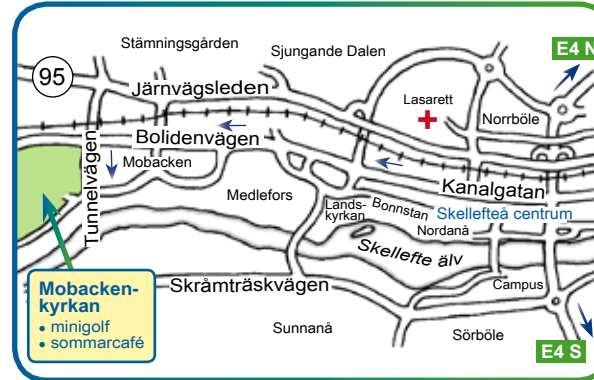 Stämningsgården
Sjungande Dalen
E4 N
95
Järnvägsleden
Lasarett
Norrböle
Bolidenvägen
Mobacken
Tunnelvägen
Medlefors
Kanalgatan
Lands-
kyrkan
Bonnstan
Skellefteå centrum
Nordanå
Skellefte älv
Mobacken-
kyrkan
• minigolf
• sommarcafé
Skråmträskvägen
Campus
Sunnanå
Sörböle
E4 S